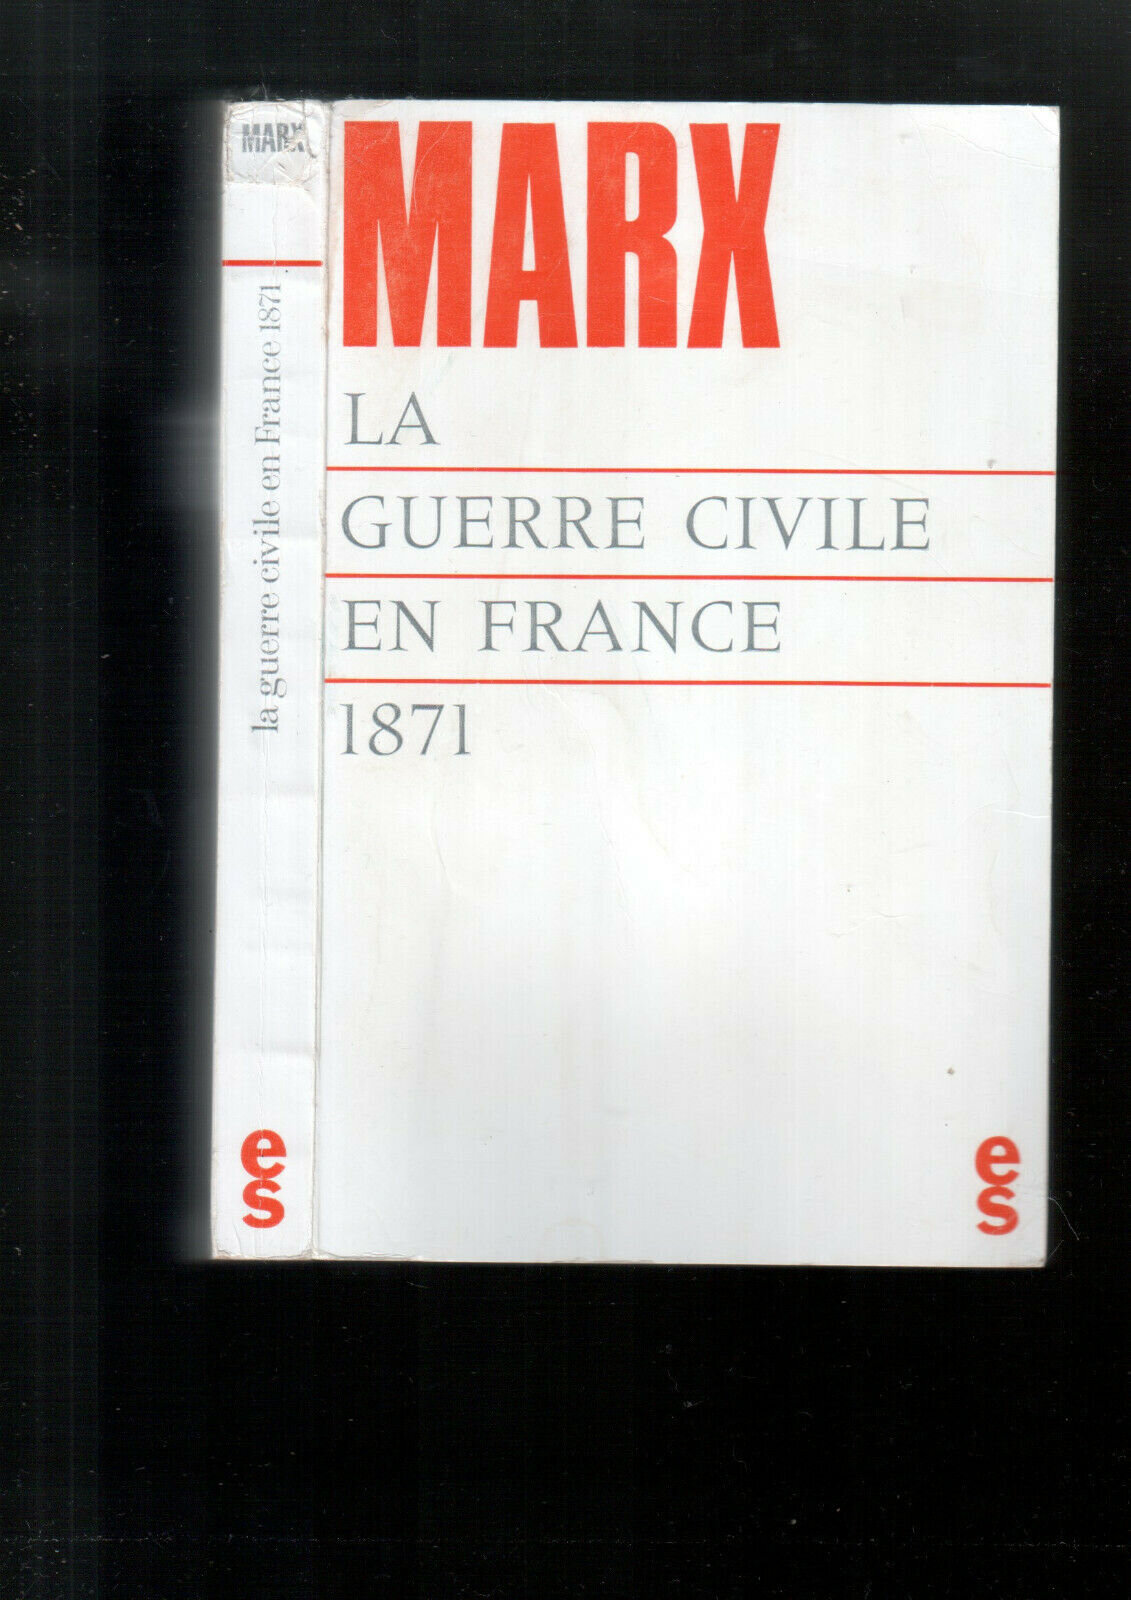 MARX
la guerre civile en France 1871
es
MARX
LA
GUERRE CIVILE
EN FRANCE
1871
es